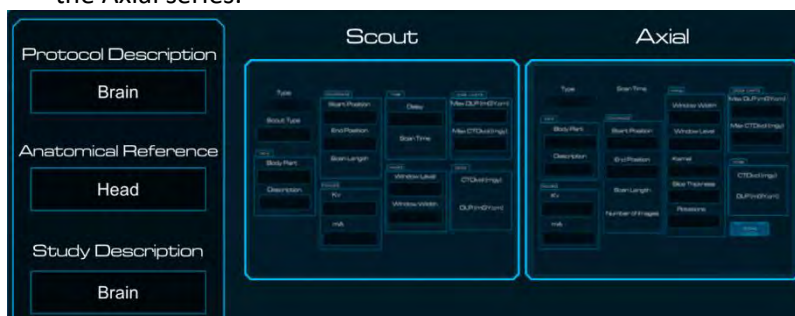 the Axial series.
Protocol Description
Brain
Anatomical Reference
Head
Study Description
Brain
Scout
Type
Scout Type
Body Part
Description
Start Position
End Position
Scan Length
Kv
mA
Delay
Scan Time
Window Level
Window Width
Max DLP (mGYcm)
Max CTDIvol (mgy)
CTDIvol (mgy)
DLP (mGYcm)
Axial
Type
Body Part
Description
Kv
mA
Scan Time
Start Position
End Position
Scan Length
Number of Images
Window Width
Window Level
Kernel
Slice Thickness
Rotations
Max DLP (mGYcm)
Max CTDIvol (mgy)
CTDIvol (mgy)
DLP (mGYcm)